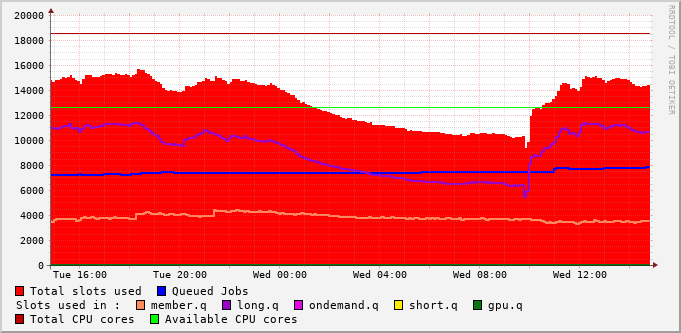 20000
18000
16000
14000
12000
10000
8000
6000
4000
2000
0
Tue 16:00 Tue 20:00 Wed 00:00 Wed 04:00 Wed 08:00 Wed 12:00
Total slots used Queued Jobs
Slots used in : member.q long.q ondemand.q short.q gpu.q
Total CPU cores Available CPU cores
RRDTOOL / TOBI OETIKER